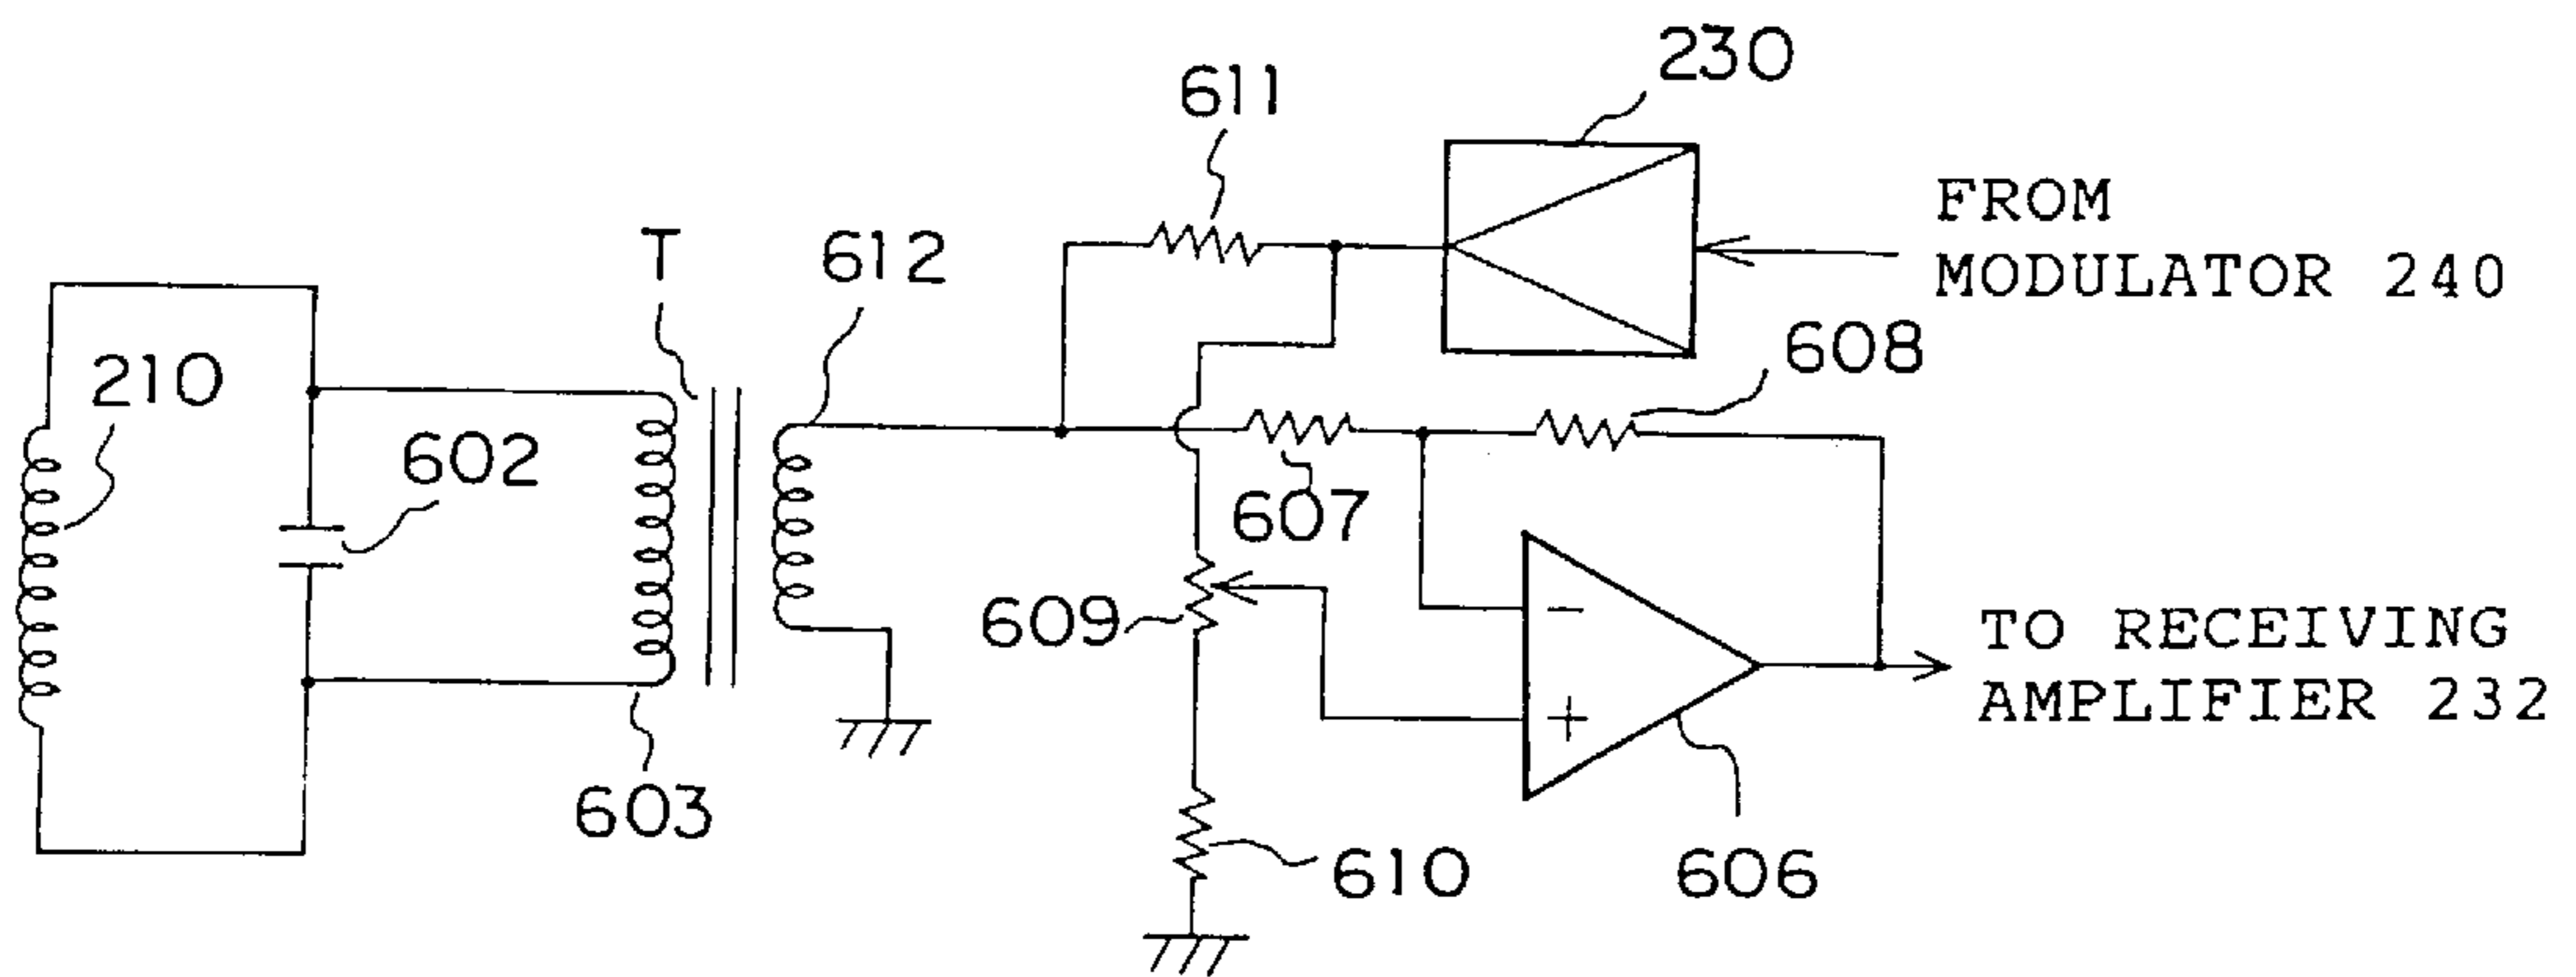 230
611
FROM
MODULATOR 240
T
612
608
210
602
607
609
TO RECEIVING
AMPLIFIER 232
−
+
603
610
606